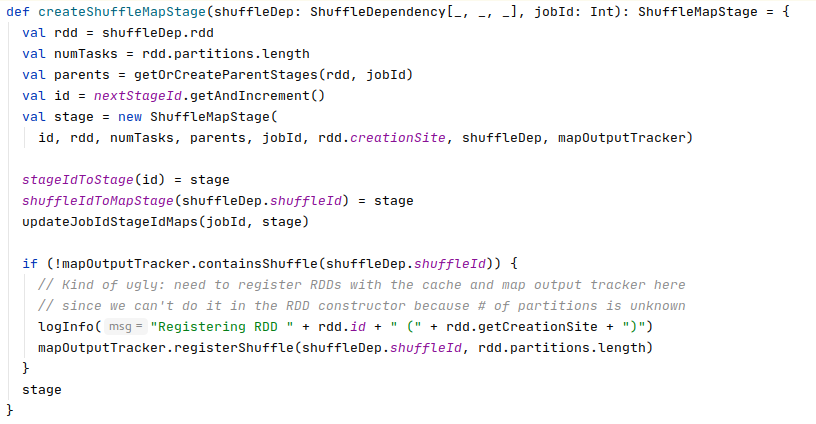 def createShuffleMapStage(shuffleDep: ShuffleDependency[_, _, _], jobId: Int): ShuffleMapStage = {
  val rdd = shuffleDep.rdd
  val numTasks = rdd.partitions.length
  val parents = getOrCreateParentStages(rdd, jobId)
  val id = nextStageId.getAndIncrement()
  val stage = new ShuffleMapStage(
    id, rdd, numTasks, parents, jobId, rdd.creationSite, shuffleDep, mapOutputTracker)

  stageIdToStage(id) = stage
  shuffleIdToMapStage(shuffleDep.shuffleId) = stage
  updateJobIdStageIdMaps(jobId, stage)

  if (!mapOutputTracker.containsShuffle(shuffleDep.shuffleId)) {
    // Kind of ugly: need to register RDDs with the cache and map output tracker here
    // since we can't do it in the RDD constructor because # of partitions is unknown
    logInfo( msg = "Registering RDD " + rdd.id + " (" + rdd.getCreationSite + ")")
    mapOutputTracker.registerShuffle(shuffleDep.shuffleId, rdd.partitions.length)
  }
  stage
}